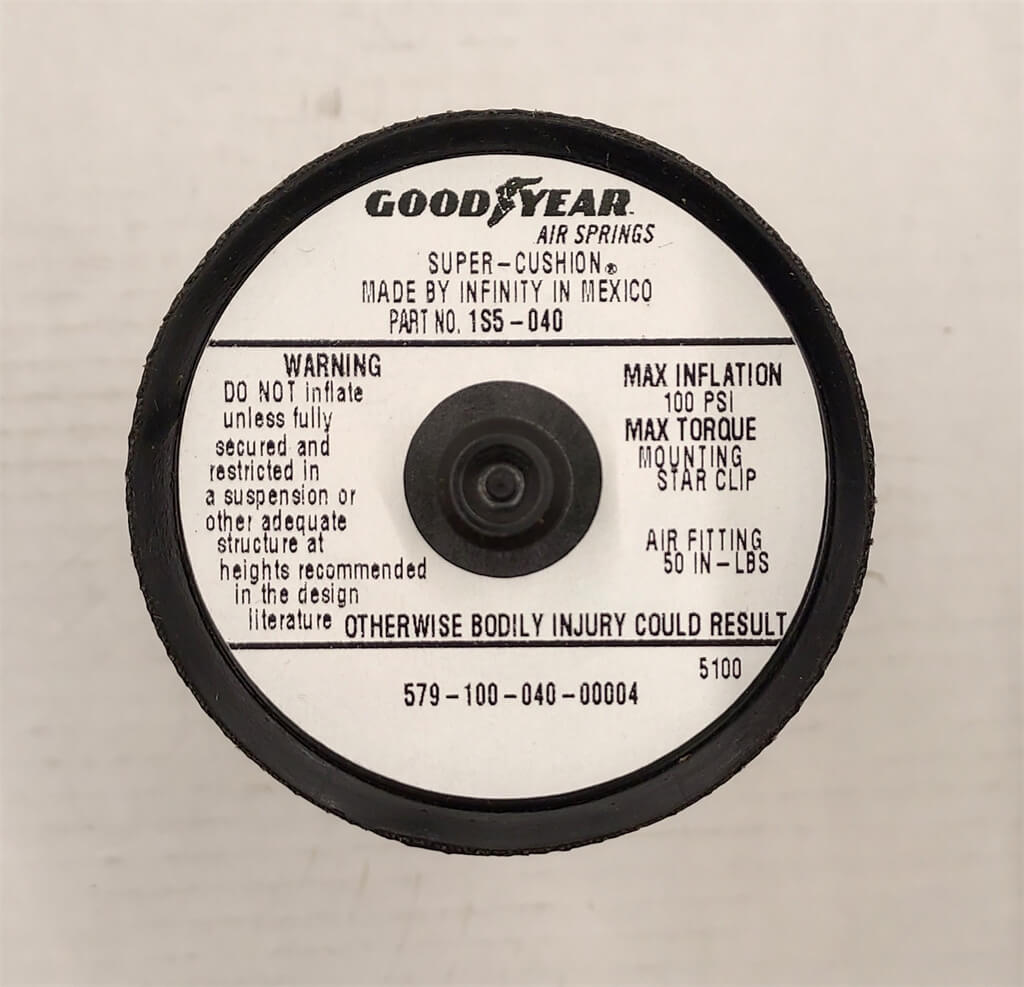 GOODYEAR
AIR SPRINGS
SUPER-CUSHION®
MADE BY INFINITY IN MEXICO
PART NO. 1S5-040
WARNING
DO NOT inflate
unless fully
secured and
restricted in
a suspension or
other adequate
structure at
heights recommended
in the design
literature OTHERWISE BODILY INJURY COULD RESULT
MAX INFLATION
100 PSI
MAX TORQUE
MOUNTING
STAR CLIP
AIR FITTING
50 IN-LBS
5100
579-100-040-00004